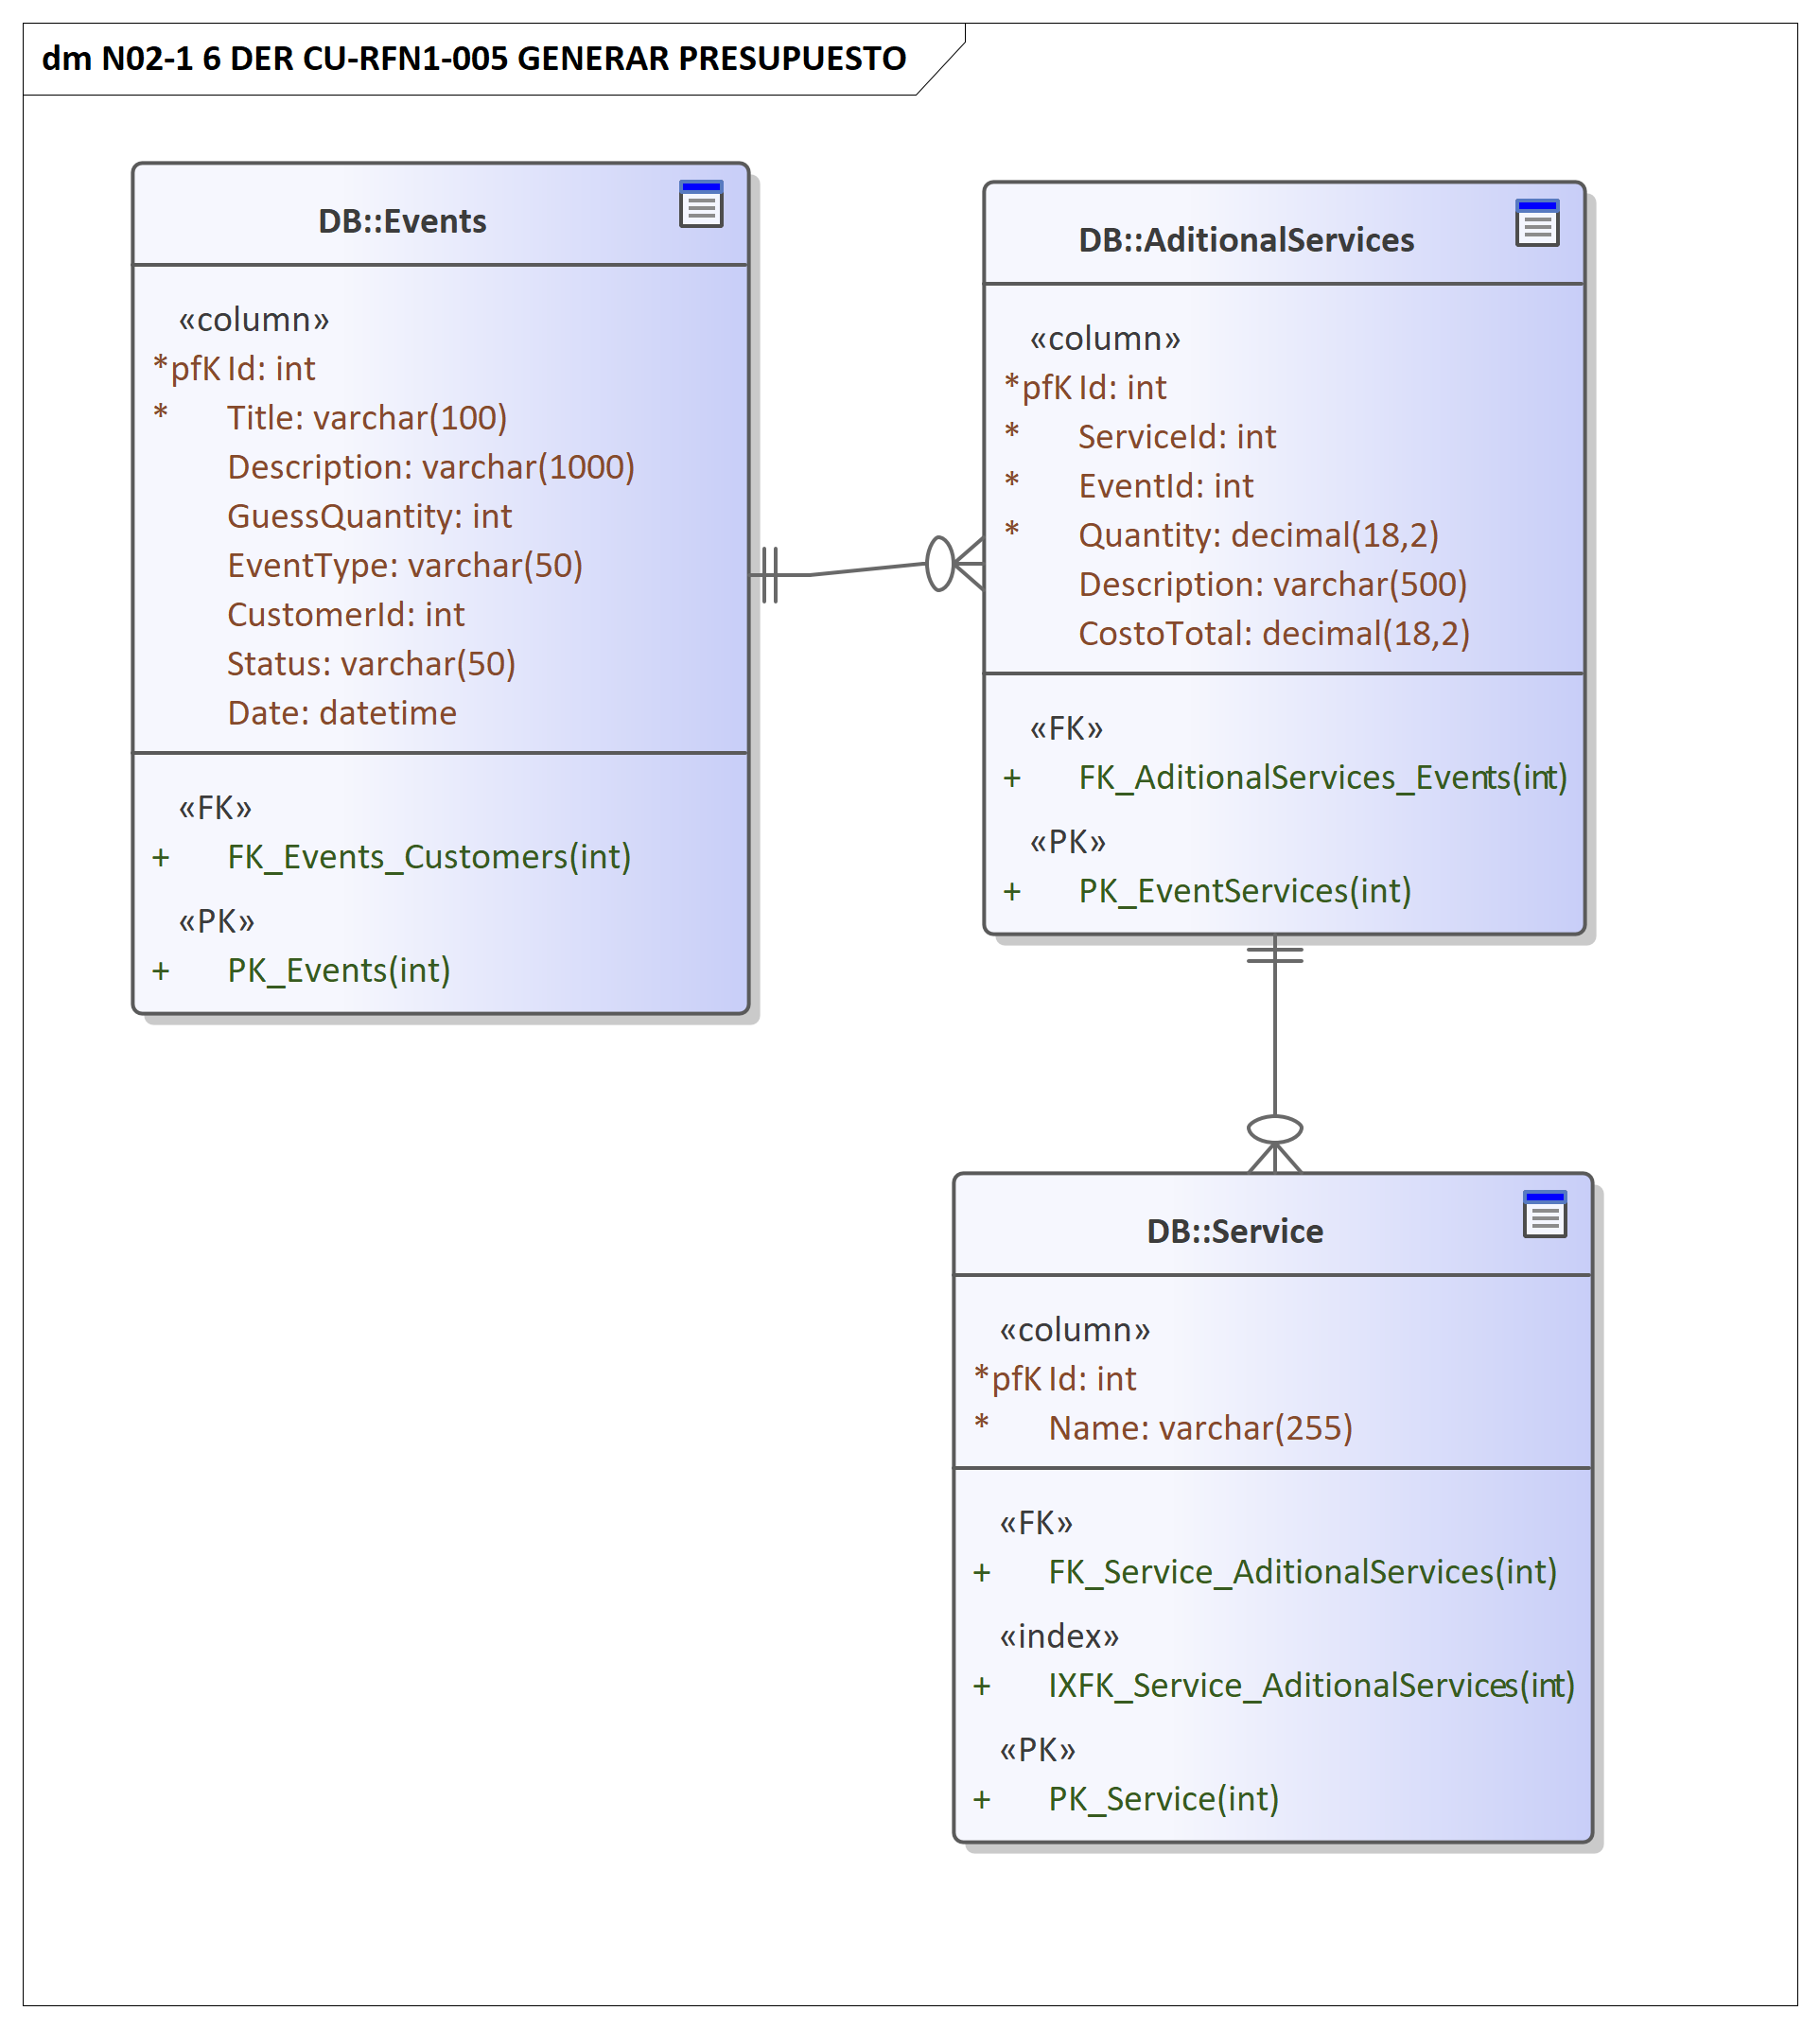 dm N02-1 6 DER CU-RFN1-005 GENERAR PRESUPUESTO
DB::Events
«column»
*pfK Id: int
* Title: varchar(100)
Description: varchar(1000)
GuessQuantity: int
EventType: varchar(50)
CustomerId: int
Status: varchar(50)
Date: datetime
«FK»
+ FK_Events_Customers(int)
«PK»
+ PK_Events(int)
DB::AditionalServices
«column»
*pfK Id: int
* ServiceId: int
* EventId: int
* Quantity: decimal(18,2)
Description: varchar(500)
CostoTotal: decimal(18,2)
«FK»
+ FK_AditionalServices_Events(int)
«PK»
+ PK_EventServices(int)
DB::Service
«column»
*pfK Id: int
* Name: varchar(255)
«FK»
+ FK_Service_AditionalServices(int)
«index»
+ IXFK_Service_AditionalServices(int)
«PK»
+ PK_Service(int)